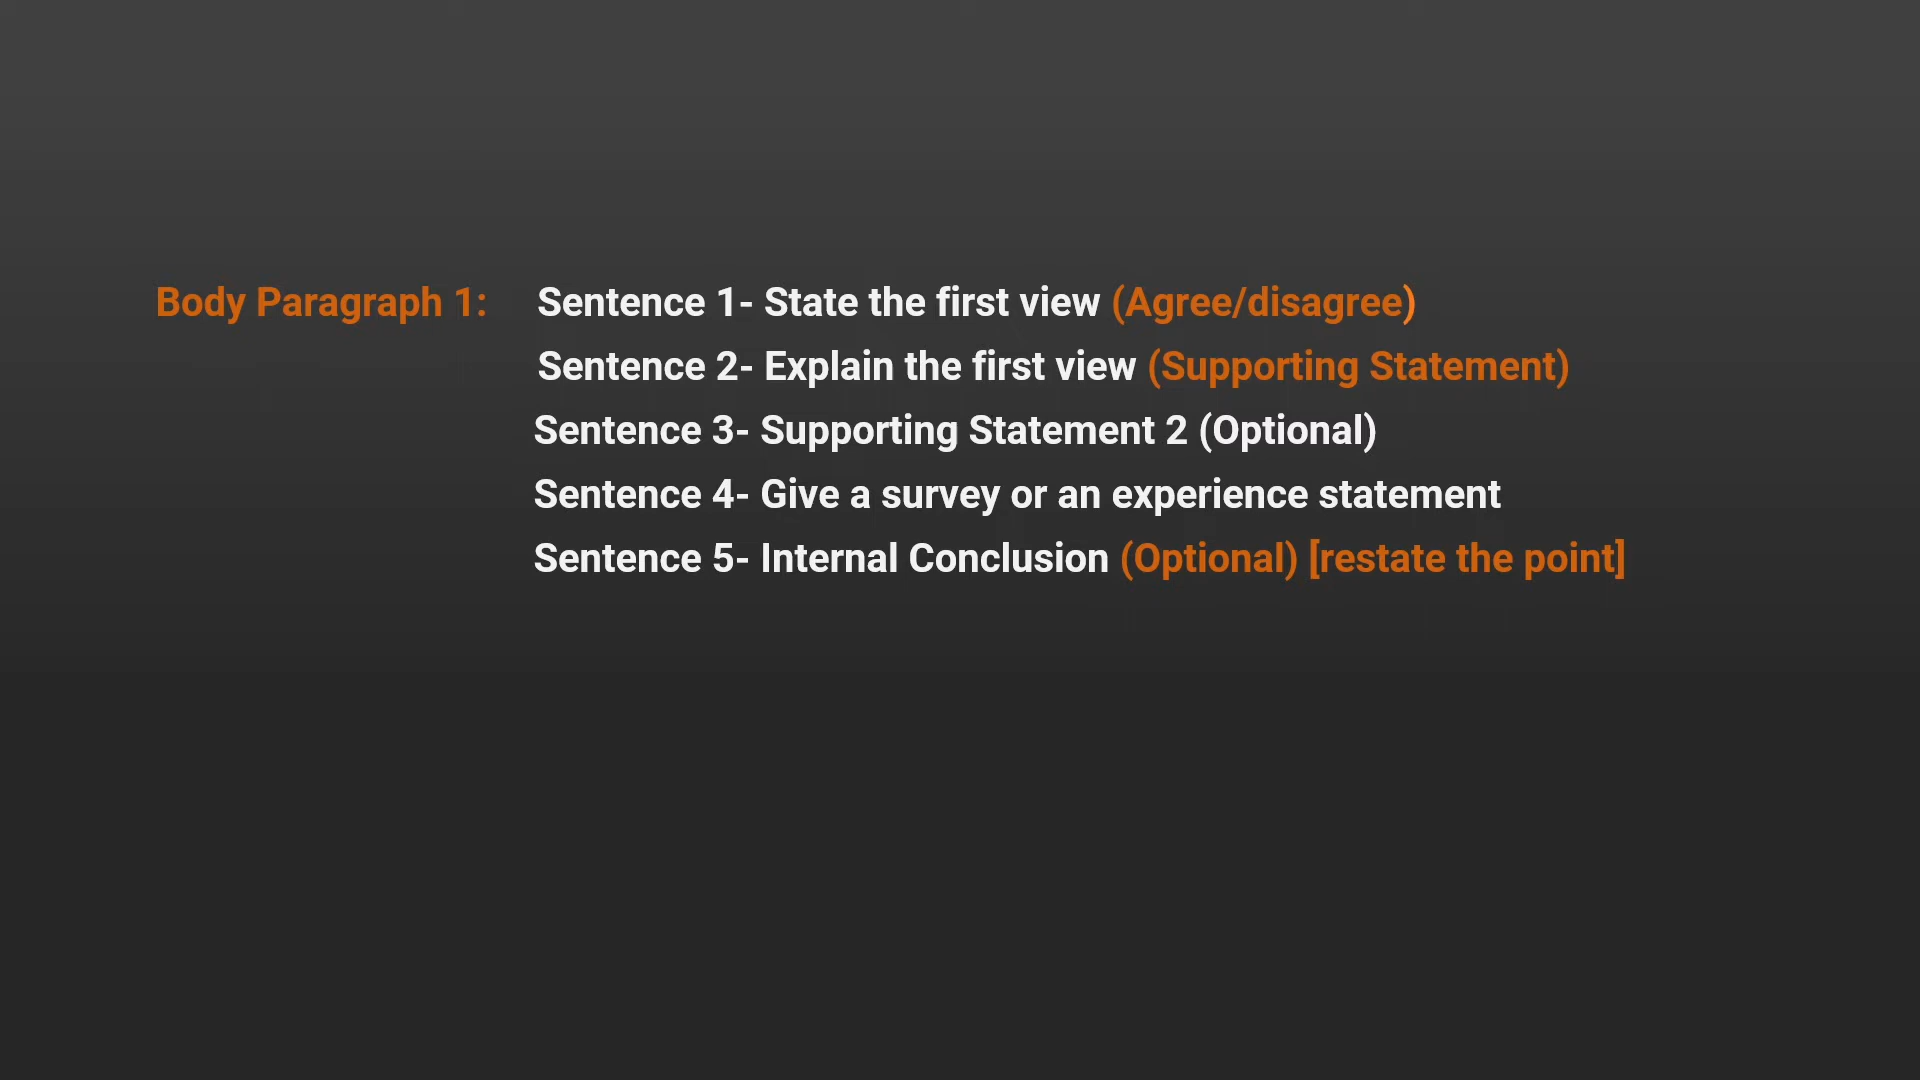 Body Paragraph 1: Sentence 1- State the first view (Agree/disagree)
Sentence 2- Explain the first view (Supporting Statement)
Sentence 3- Supporting Statement 2 (Optional)
Sentence 4- Give a survey or an experience statement
Sentence 5- Internal Conclusion (Optional) [restate the point]